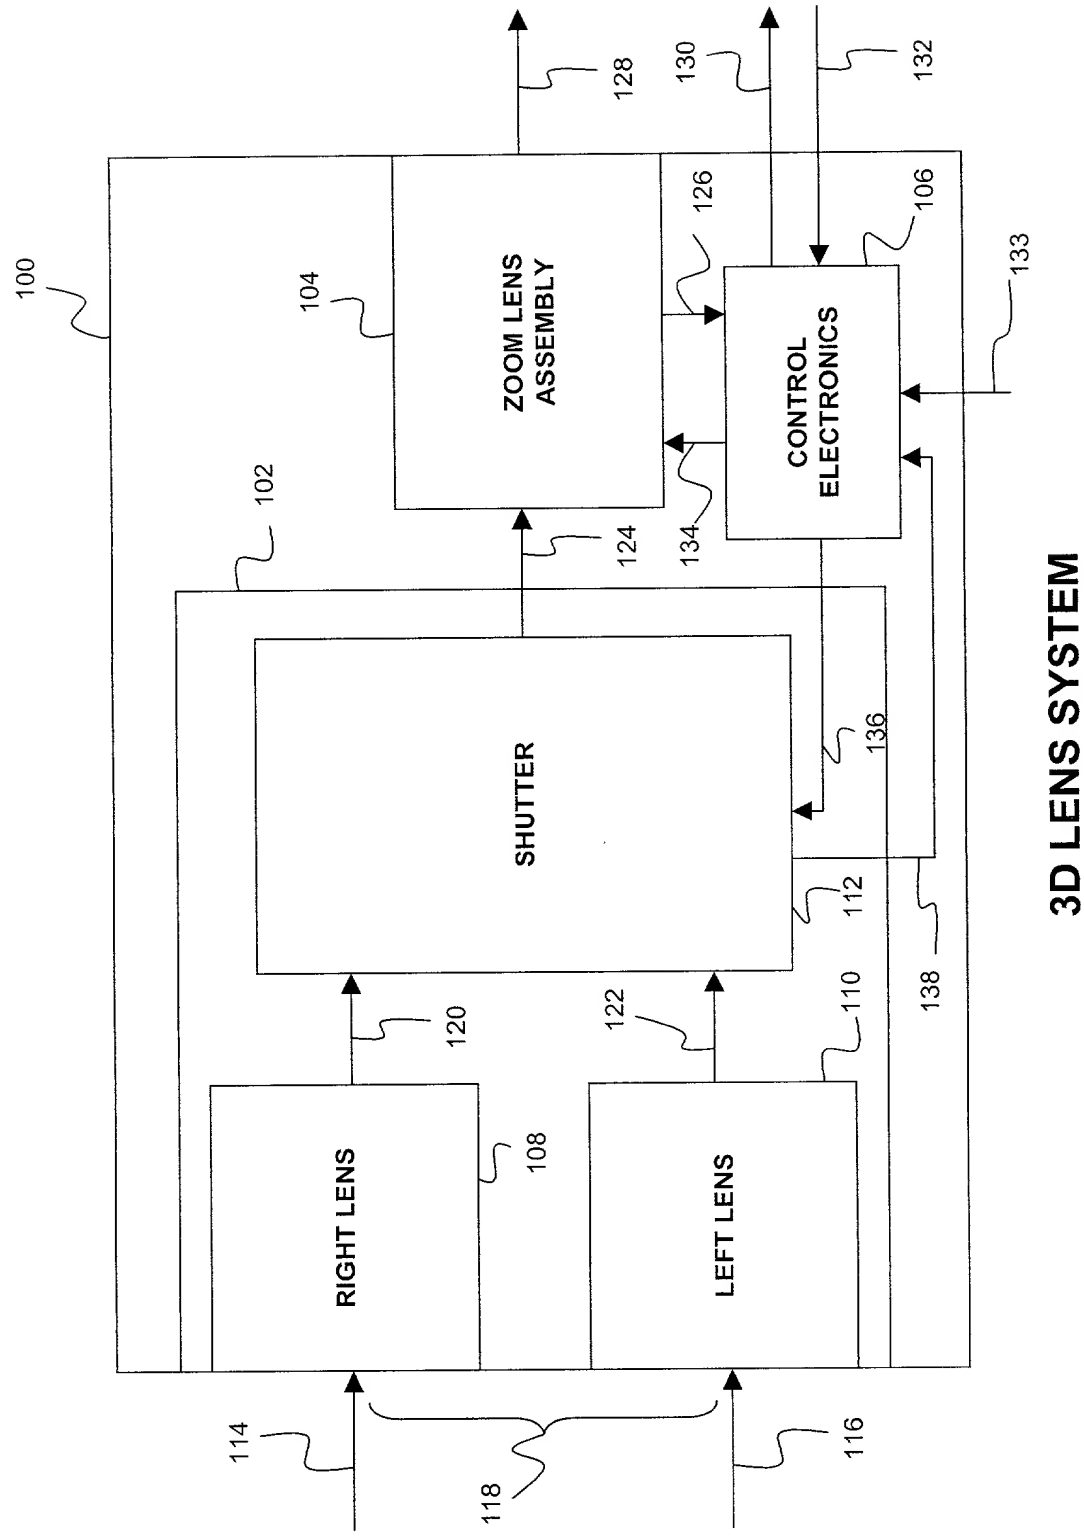 100
102
104
ZOOM LENS
ASSEMBLY
128
130
132
126
106
CONTROL
ELECTRONICS
133
134
124
SHUTTER
136
112
138
120
122
110
RIGHT LENS
108
LEFT LENS
114
118
116
3D LENS SYSTEM